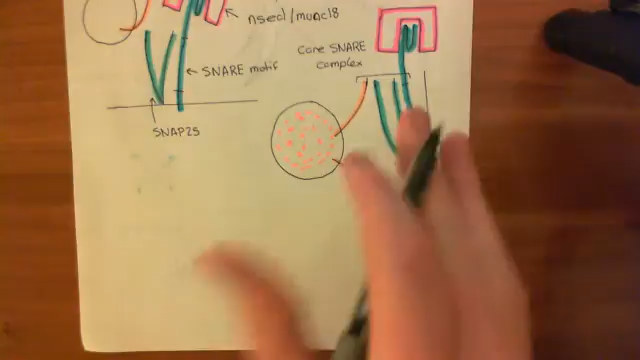 nsec1/munc18
Core SNARE
complex
SNARE motif
SNAP25